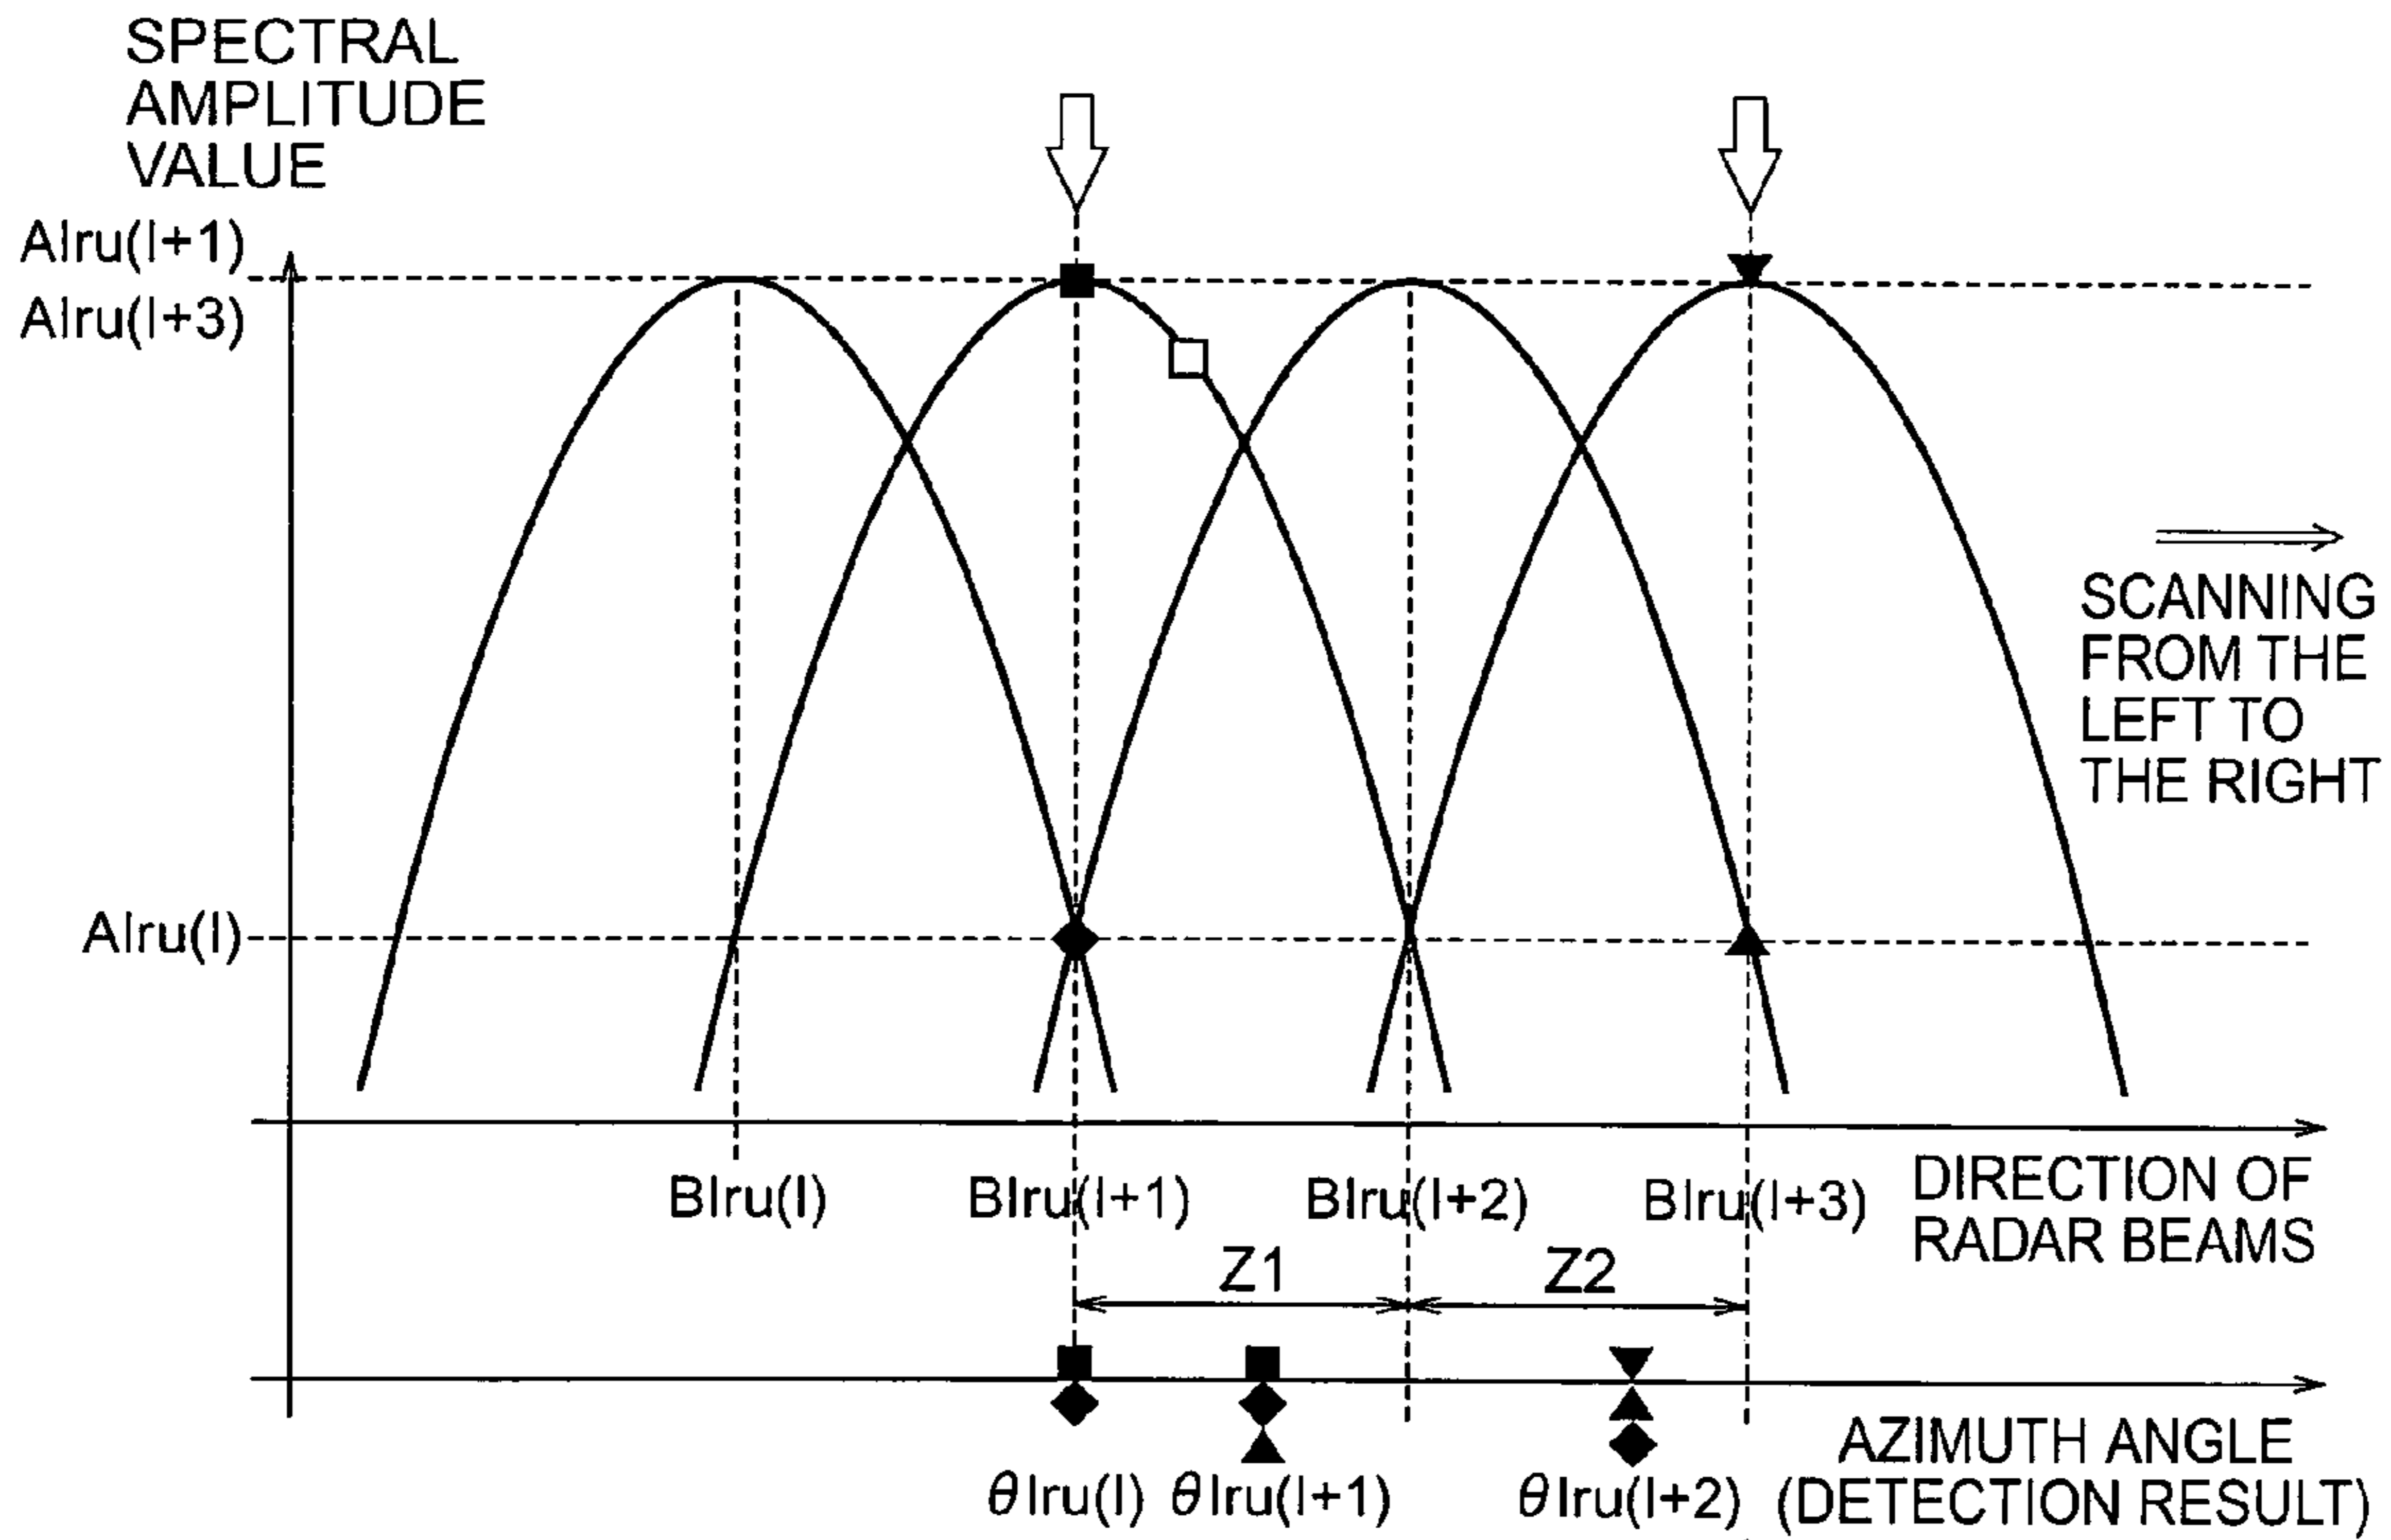 SPECTRAL
AMPLITUDE
VALUE
Alru(l+1)
Alru(l+3)
Alru(l)
SCANNING
FROM THE
LEFT TO
THE RIGHT
Blru(l) Blru(l+1) Blru(l+2) Blru(l+3)
DIRECTION OF
RADAR BEAMS
Z1 Z2
θlru(l) θlru(l+1) θlru(l+2)
AZIMUTH ANGLE
(DETECTION RESULT)